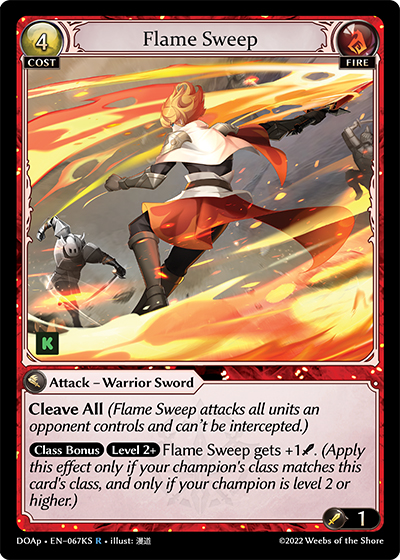 4
COST
Flame Sweep
FIRE
K
Attack – Warrior Sword
Cleave All (Flame Sweep attacks all units an
opponent controls and can't be intercepted.)
Class Bonus Level 2+ Flame Sweep gets +1. (Apply
this effect only if your champion's class matches this
card's class, and only if your champion is level 2 or
higher.)
1
DOAp • EN-067KS R • illust: 漫道
©2022 Weebs of the Shore